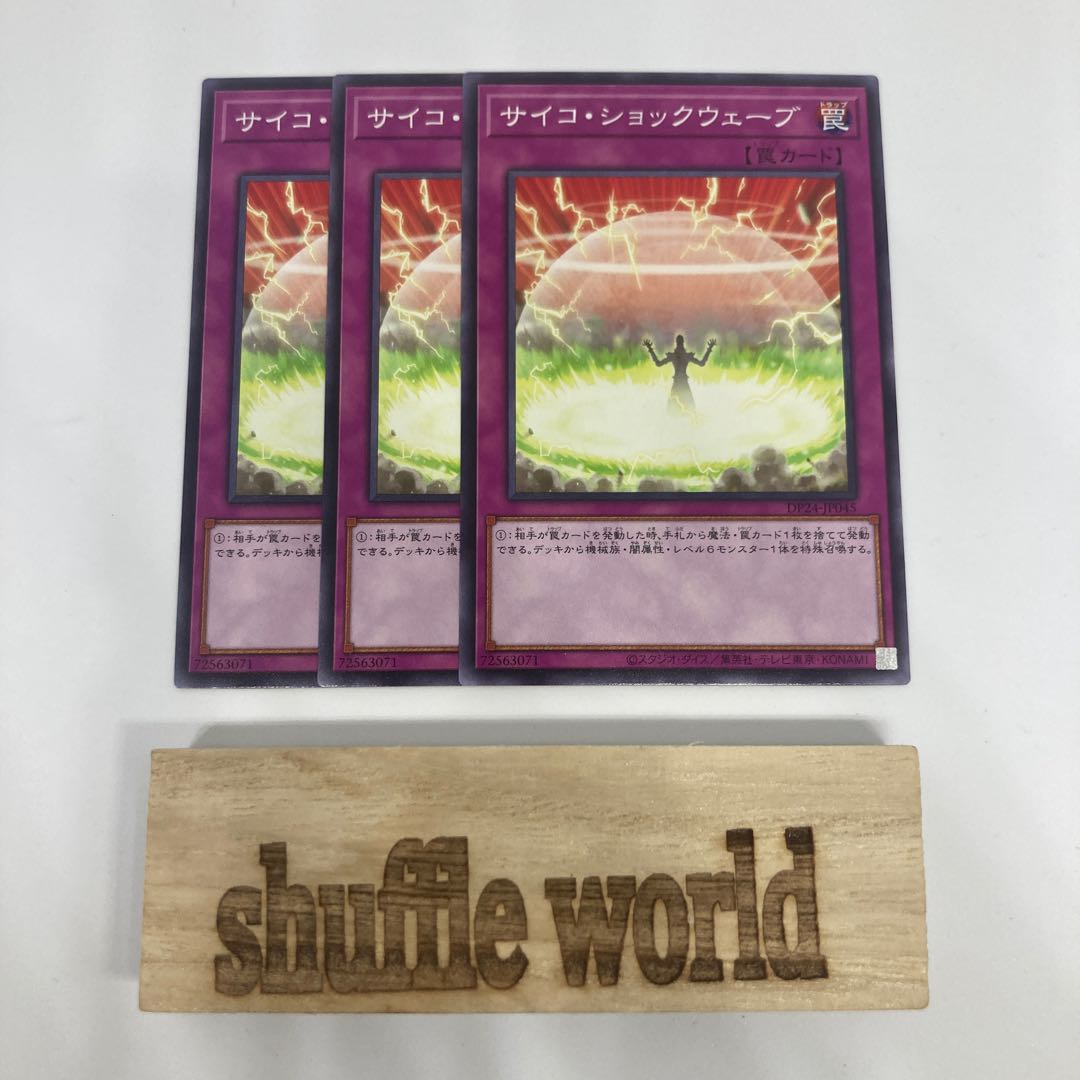 サイコ・
サイコ・
サイコ・ショックウェーブ
トラップ
罠
【罠カード】
DP24-JP045
①：相手が罠カードを
できる。デッキから機械
72563071
①：相手が罠カードを
できる。デッキから機械
72563071
①：相手が罠カードを発動した時、手札から魔法・罠カード1枚を捨てて発動
できる。デッキから機械族・闇属性・レベル6モンスター1体を特殊召喚する。
72563071
©スタジオ・ダイス／集英社・テレビ東京・KONAMI
shuffle world